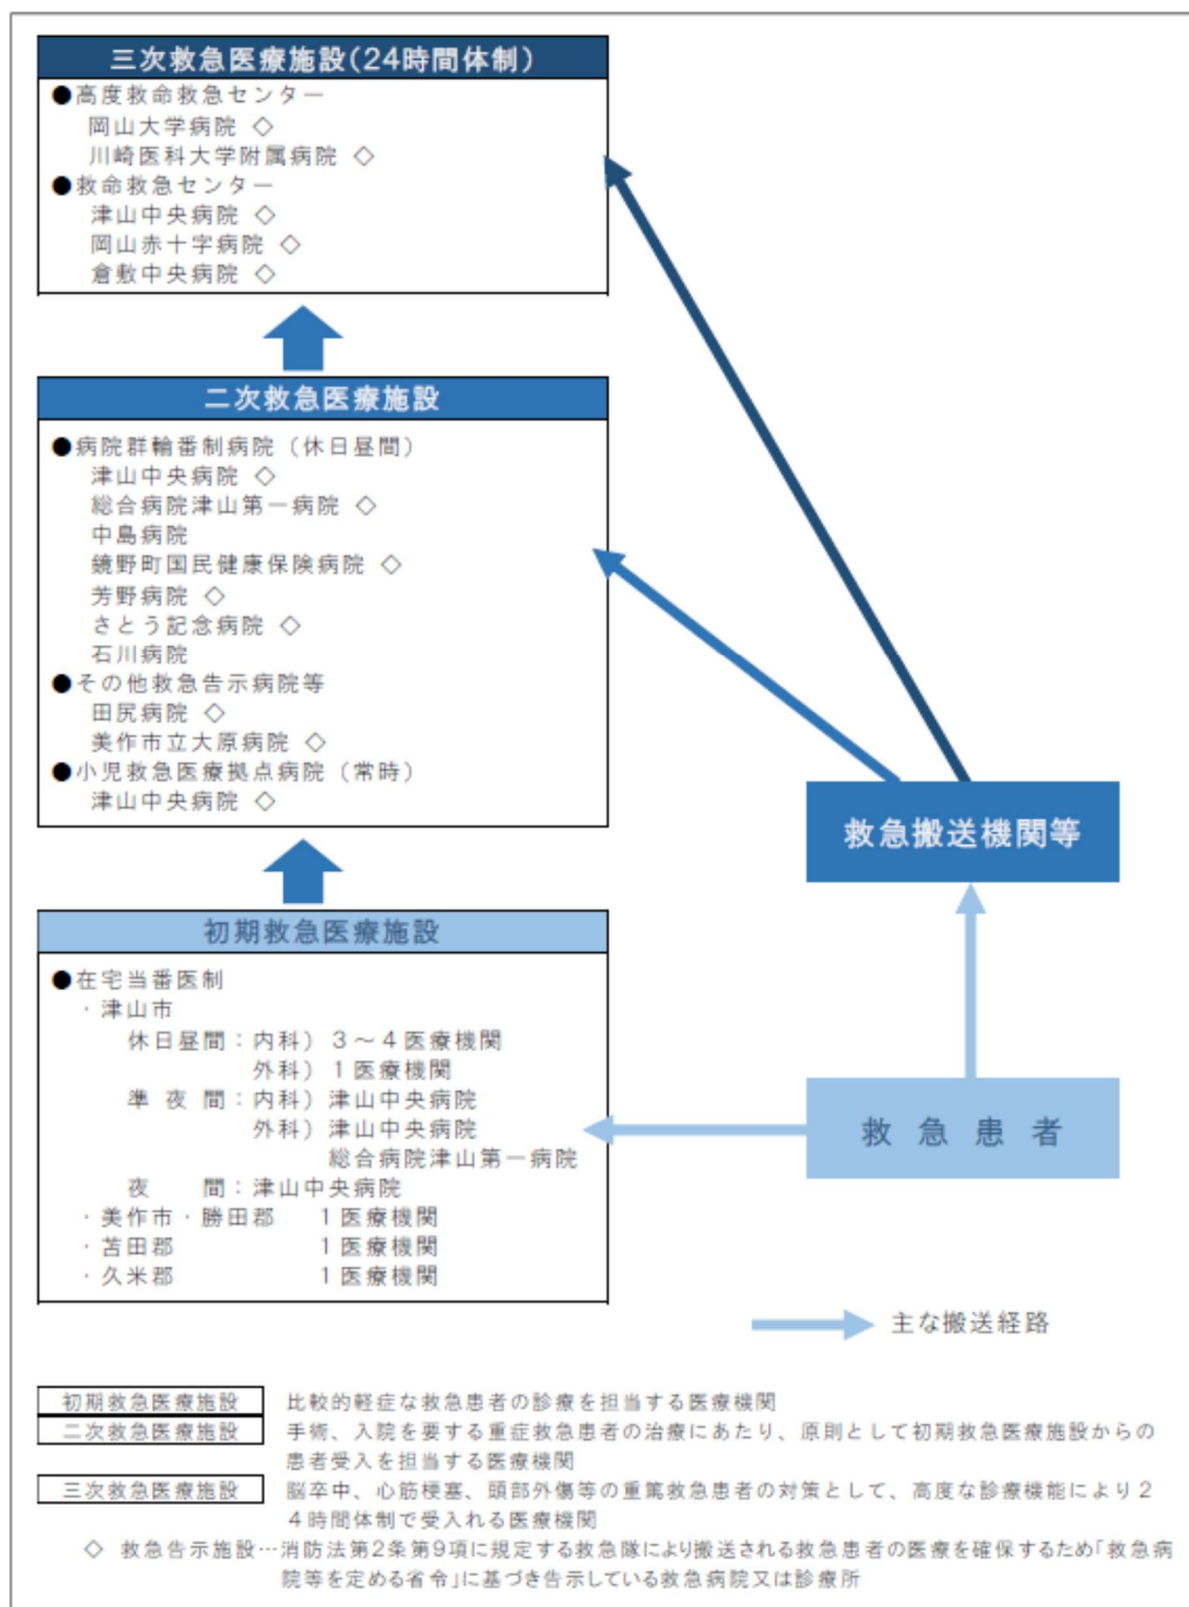 三次救急医療施設(24時間体制)
●高度救命救急センター
岡山大学病院 ◇
川崎医科大学附属病院 ◇
●救命救急センター
津山中央病院 ◇
岡山赤十字病院 ◇
倉敷中央病院 ◇
二次救急医療施設
●病院群輪番制病院（休日昼間）
津山中央病院 ◇
総合病院津山第一病院 ◇
中島病院
鏡野町国民健康保険病院 ◇
芳野病院 ◇
さとう記念病院 ◇
石川病院
●その他救急告示病院等
田尻病院 ◇
美作市立大原病院 ◇
●小児救急医療拠点病院（常時）
津山中央病院 ◇
救急搬送機関等
初期救急医療施設
●在宅当番医制
・津山市
休日昼間：内科）３～４医療機関
外科）１医療機関
準 夜 間：内科）津山中央病院
外科）津山中央病院
総合病院津山第一病院
夜　　間：津山中央病院
・美作市・勝田郡　１医療機関
・苫田郡　１医療機関
・久米郡　１医療機関
救 急 患 者
主な搬送経路
初期救急医療施設　比較的軽症な救急患者の診療を担当する医療機関
二次救急医療施設　手術、入院を要する重症救急患者の治療にあたり、原則として初期救急医療施設からの
患者受入を担当する医療機関
三次救急医療施設　脳卒中、心筋梗塞、頭部外傷等の重篤救急患者の対策として、高度な診療機能により２
４時間体制で受入れる医療機関
◇ 救急告示施設…消防法第2条第9項に規定する救急隊により搬送される救急患者の医療を確保するため「救急病
院等を定める省令」に基づき告示している救急病院又は診療所